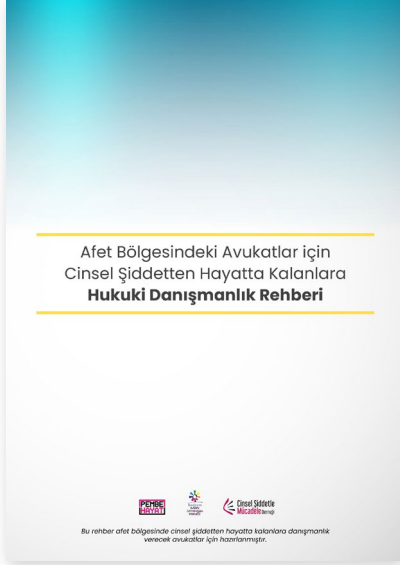 Afet Bölgesindeki Avukatlar için
Cinsel Şiddetten Hayatta Kalanlara
Hukuki Danışmanlık Rehberi
PEMBE
HAYAT
Cinsel Şiddetle
Mücadele Derneği
Bu rehber afet bölgesinde cinsel şiddetten hayatta kalanlara danışmanlık
verecek avukatlar için hazırlanmıştır.